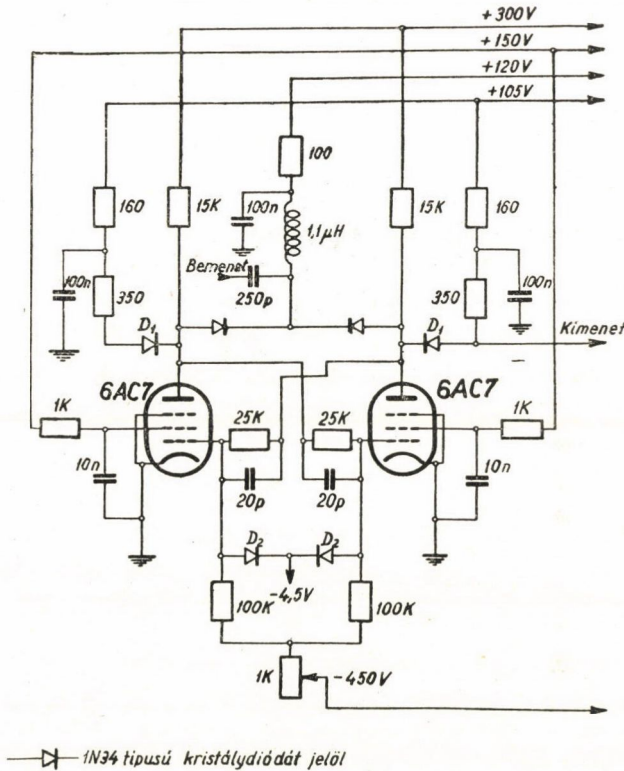 +300V
+150V
+120V
+105V
100
160
15K
100n
1,1µH
15K
160
100n
Bemenet
250p
350
350
100n
D1
D1
Kimenet
6AC7
6AC7
1K
25K
25K
1K
10n
20p
20p
10n
D2
D2
-4,5V
100K
100K
1K
-450V
1N34 tipusú kristálydiódát jelöl